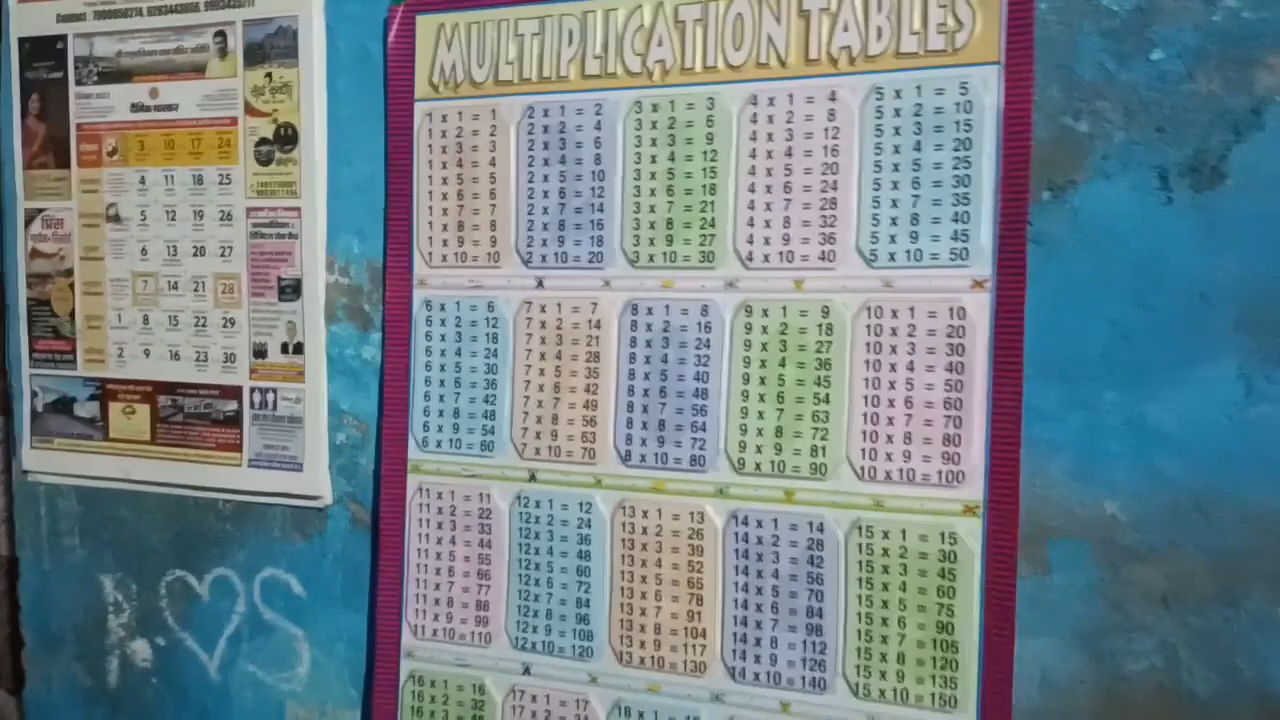 MULTIPLICATION TABLES
1 x 1 = 1
1 x 2 = 2
1 x 3 = 3
1 x 4 = 4
1 x 5 = 5
1 x 6 = 6
1 x 7 = 7
1 x 8 = 8
1 x 9 = 9
1 x 10 = 10
2 x 1 = 2
2 x 2 = 4
2 x 3 = 6
2 x 4 = 8
2 x 5 = 10
2 x 6 = 12
2 x 7 = 14
2 x 8 = 16
2 x 9 = 18
2 x 10 = 20
3 x 1 = 3
3 x 2 = 6
3 x 3 = 9
3 x 4 = 12
3 x 5 = 15
3 x 6 = 18
3 x 7 = 21
3 x 8 = 24
3 x 9 = 27
3 x 10 = 30
4 x 1 = 4
4 x 2 = 8
4 x 3 = 12
4 x 4 = 16
4 x 5 = 20
4 x 6 = 24
4 x 7 = 28
4 x 8 = 32
4 x 9 = 36
4 x 10 = 40
5 x 1 = 5
5 x 2 = 10
5 x 3 = 15
5 x 4 = 20
5 x 5 = 25
5 x 6 = 30
5 x 7 = 35
5 x 8 = 40
5 x 9 = 45
5 x 10 = 50
6 x 1 = 6
6 x 2 = 12
6 x 3 = 18
6 x 4 = 24
6 x 5 = 30
6 x 6 = 36
6 x 7 = 42
6 x 8 = 48
6 x 9 = 54
6 x 10 = 60
7 x 1 = 7
7 x 2 = 14
7 x 3 = 21
7 x 4 = 28
7 x 5 = 35
7 x 6 = 42
7 x 7 = 49
7 x 8 = 56
7 x 9 = 63
7 x 10 = 70
8 x 1 = 8
8 x 2 = 16
8 x 3 = 24
8 x 4 = 32
8 x 5 = 40
8 x 6 = 48
8 x 7 = 56
8 x 8 = 64
8 x 9 = 72
8 x 10 = 80
9 x 1 = 9
9 x 2 = 18
9 x 3 = 27
9 x 4 = 36
9 x 5 = 45
9 x 6 = 54
9 x 7 = 63
9 x 8 = 72
9 x 9 = 81
9 x 10 = 90
10 x 1 = 10
10 x 2 = 20
10 x 3 = 30
10 x 4 = 40
10 x 5 = 50
10 x 6 = 60
10 x 7 = 70
10 x 8 = 80
10 x 9 = 90
10 x 10 = 100
11 x 1 = 11
11 x 2 = 22
11 x 3 = 33
11 x 4 = 44
11 x 5 = 55
11 x 6 = 66
11 x 7 = 77
11 x 8 = 88
11 x 9 = 99
11 x 10 = 110
12 x 1 = 12
12 x 2 = 24
12 x 3 = 36
12 x 4 = 48
12 x 5 = 60
12 x 6 = 72
12 x 7 = 84
12 x 8 = 96
12 x 9 = 108
12 x 10 = 120
13 x 1 = 13
13 x 2 = 26
13 x 3 = 39
13 x 4 = 52
13 x 5 = 65
13 x 6 = 78
13 x 7 = 91
13 x 8 = 104
13 x 9 = 117
13 x 10 = 130
14 x 1 = 14
14 x 2 = 28
14 x 3 = 42
14 x 4 = 56
14 x 5 = 70
14 x 6 = 84
14 x 7 = 98
14 x 8 = 112
14 x 9 = 126
14 x 10 = 140
15 x 1 = 15
15 x 2 = 30
15 x 3 = 45
15 x 4 = 60
15 x 5 = 75
15 x 6 = 90
15 x 7 = 105
15 x 8 = 120
15 x 9 = 135
15 x 10 = 150
16 x 1 = 16
16 x 2 = 32
16 x 3 = 48
17 x 1 = 17
17 x 2 = 34
18 x 1 = 18
Contact :
दैनिक भास्कर
3 10 17 24
4 11 18 25
5 12 19 26
6 13 20 27
7 14 21 28
1 8 15 22 29
2 9 16 23 30
प्रिंस
R ♡ S